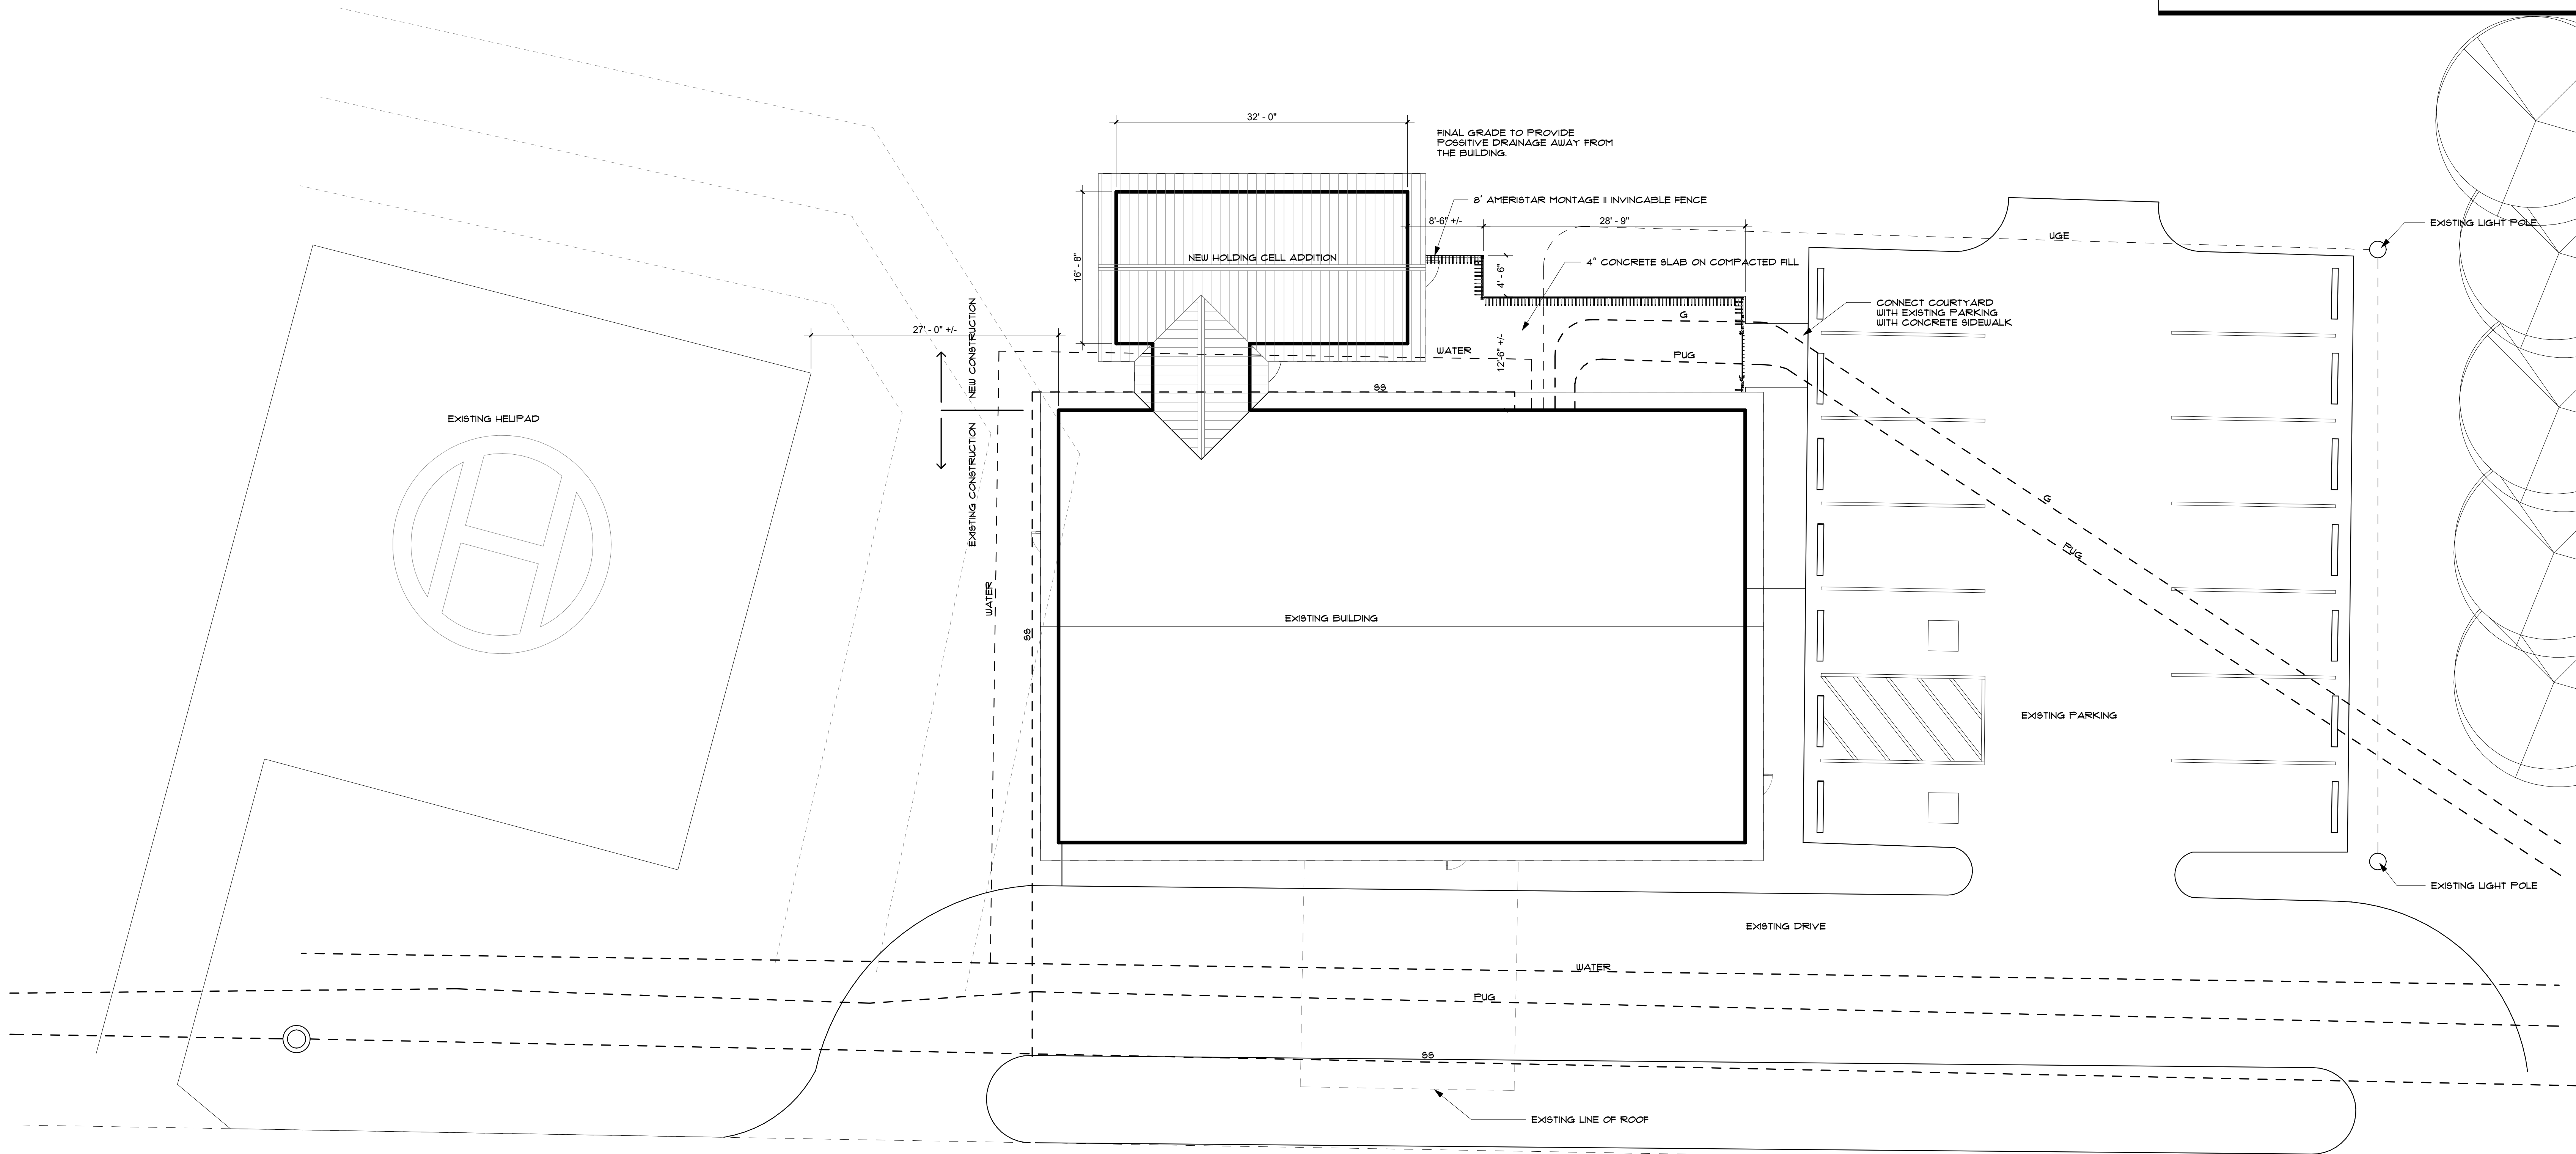 32' - 0"
FINAL GRADE TO PROVIDE
POSSITIVE DRAINAGE AWAY FROM
THE BUILDING.
8' AMERISTAR MONTAGE II INVINCABLE FENCE
8'-6" +/-
28' - 9"
EXISTING LIGHT POLE
UGE
16' - 8"
NEW HOLDING CELL ADDITION
4" CONCRETE SLAB ON COMPACTED FILL
4' - 6"
CONNECT COURTYARD
WITH EXISTING PARKING
WITH CONCRETE SIDEWALK
G
27' - 0" +/-
NEW CONSTRUCTION
WATER
PUG
12'-6" +/-
SS
EXISTING HELIPAD
H
EXISTING CONSTRUCTION
G
PUG
WATER
SS
EXISTING BUILDING
EXISTING PARKING
EXISTING LIGHT POLE
EXISTING DRIVE
WATER
PUG
SS
EXISTING LINE OF ROOF